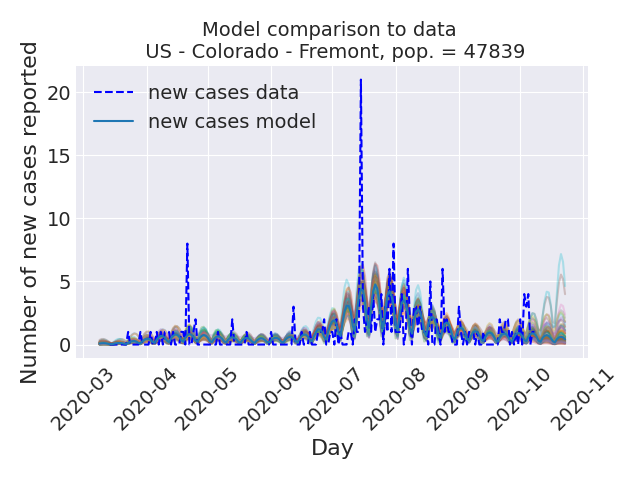 Model comparison to data
US - Colorado - Fremont, pop. = 47839
Number of new cases reported
new cases data
new cases model
20
15
10
5
0
2020-03
2020-04
2020-05
2020-06
2020-07
2020-08
2020-09
2020-10
2020-11
Day